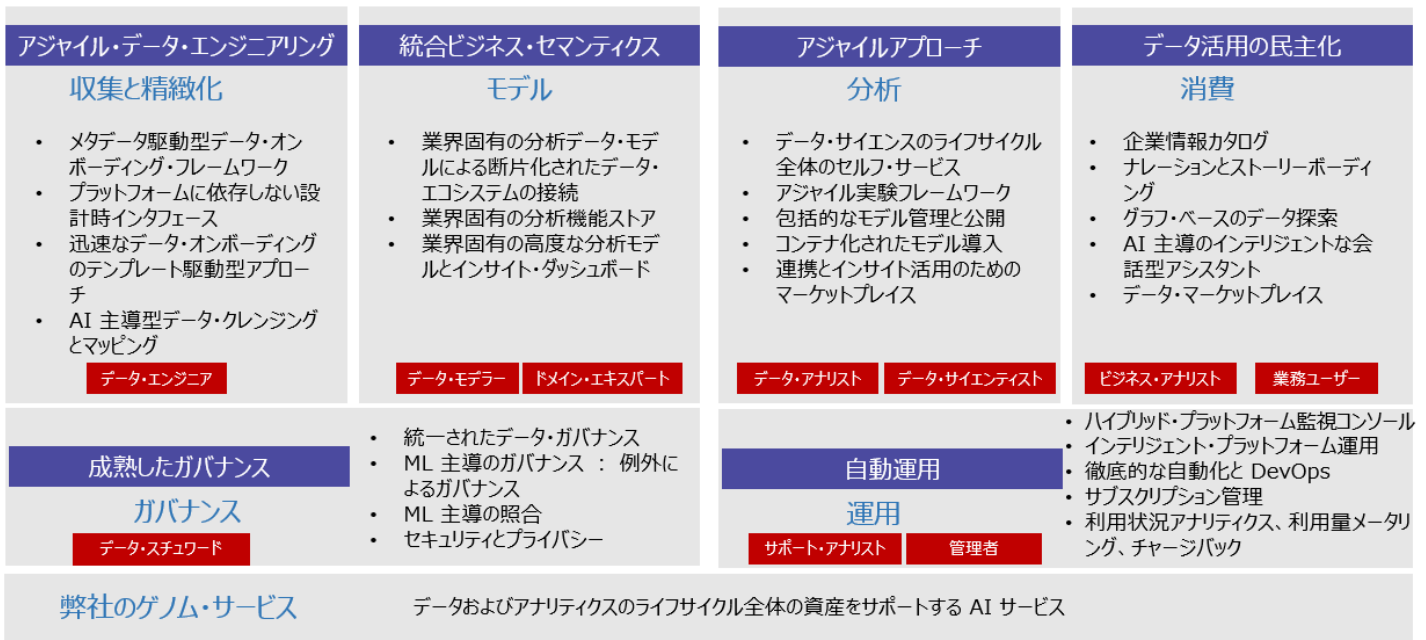 アジャイル・データ・エンジニアリング
収集と精緻化
• メタデータ駆動型データ・オン
ボーディング・フレームワーク
• プラットフォームに依存しない設
計時インタフェース
• 迅速なデータ・オンボーディング
のテンプレート駆動型アプロー
チ
• AI 主導型データ・クレンジング
とマッピング
データ・エンジニア
統合ビジネス・セマンティクス
モデル
• 業界固有の分析データ・モデ
ルによる断片化されたデータ・
エコシステムの接続
• 業界固有の分析機能ストア
• 業界固有の高度な分析モデ
ルとインサイト・ダッシュボード
データ・モデラー
ドメイン・エキスパート
アジャイルアプローチ
分析
• データ・サイエンスのライフサイクル
全体のセルフ・サービス
• アジャイル実験フレームワーク
• 包括的なモデル管理と公開
• コンテナ化されたモデル導入
• 連携とインサイト活用のための
マーケットプレイス
データ・アナリスト
データ・サイエンティスト
データ活用の民主化
消費
• 企業情報カタログ
• ナレーションとストーリーボーディ
ング
• グラフ・ベースのデータ探索
• AI 主導のインテリジェントな会
話型アシスタント
• データ・マーケットプレイス
ビジネス・アナリスト
業務ユーザー
成熟したガバナンス
ガバナンス
データ・スチュワード
• 統一されたデータ・ガバナンス
• ML 主導のガバナンス : 例外に
よるガバナンス
• ML 主導の照合
• セキュリティとプライバシー
自動運用
運用
サポート・アナリスト
管理者
• ハイブリッド・プラットフォーム監視コンソール
• インテリジェント・プラットフォーム運用
• 徹底的な自動化と DevOps
• サブスクリプション管理
• 利用状況アナリティクス、利用量メータリ
ング、チャージバック
弊社のゲノム・サービス
データおよびアナリティクスのライフサイクル全体の資産をサポートする AI サービス